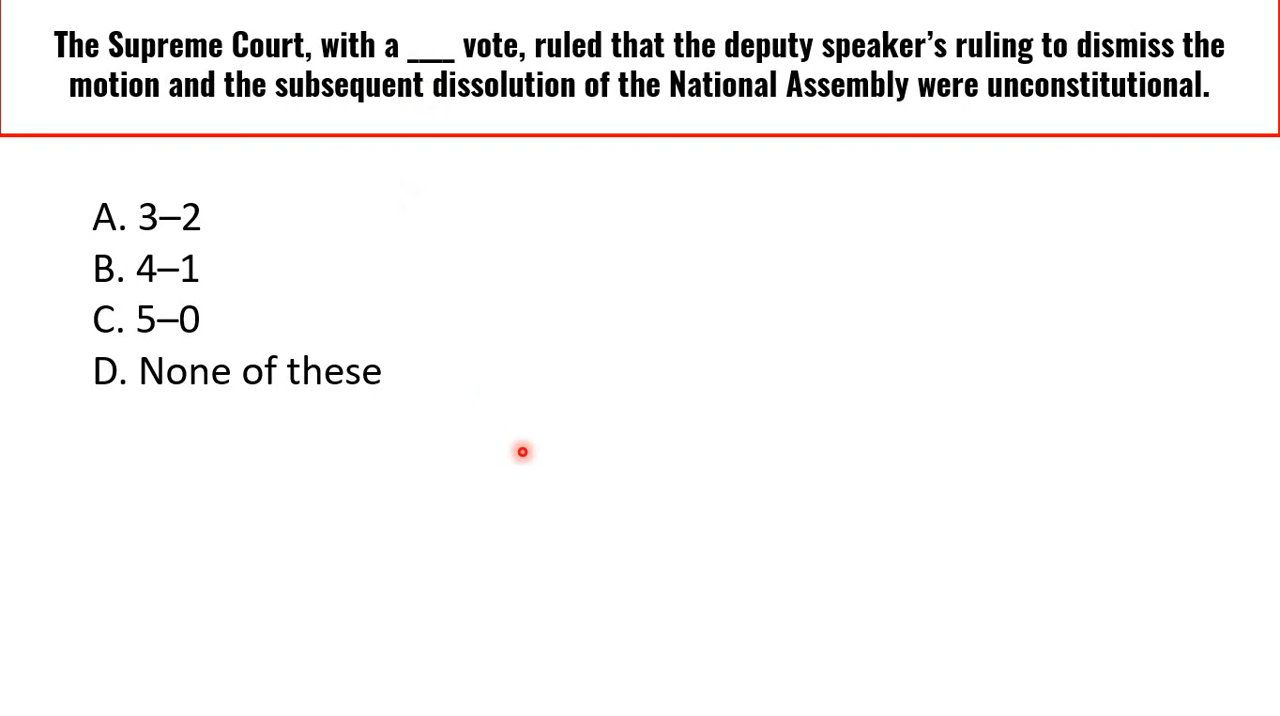 The Supreme Court, with a ___ vote, ruled that the deputy speaker’s ruling to dismiss the
motion and the subsequent dissolution of the National Assembly were unconstitutional.
A. 3–2
B. 4–1
C. 5–0
D. None of these